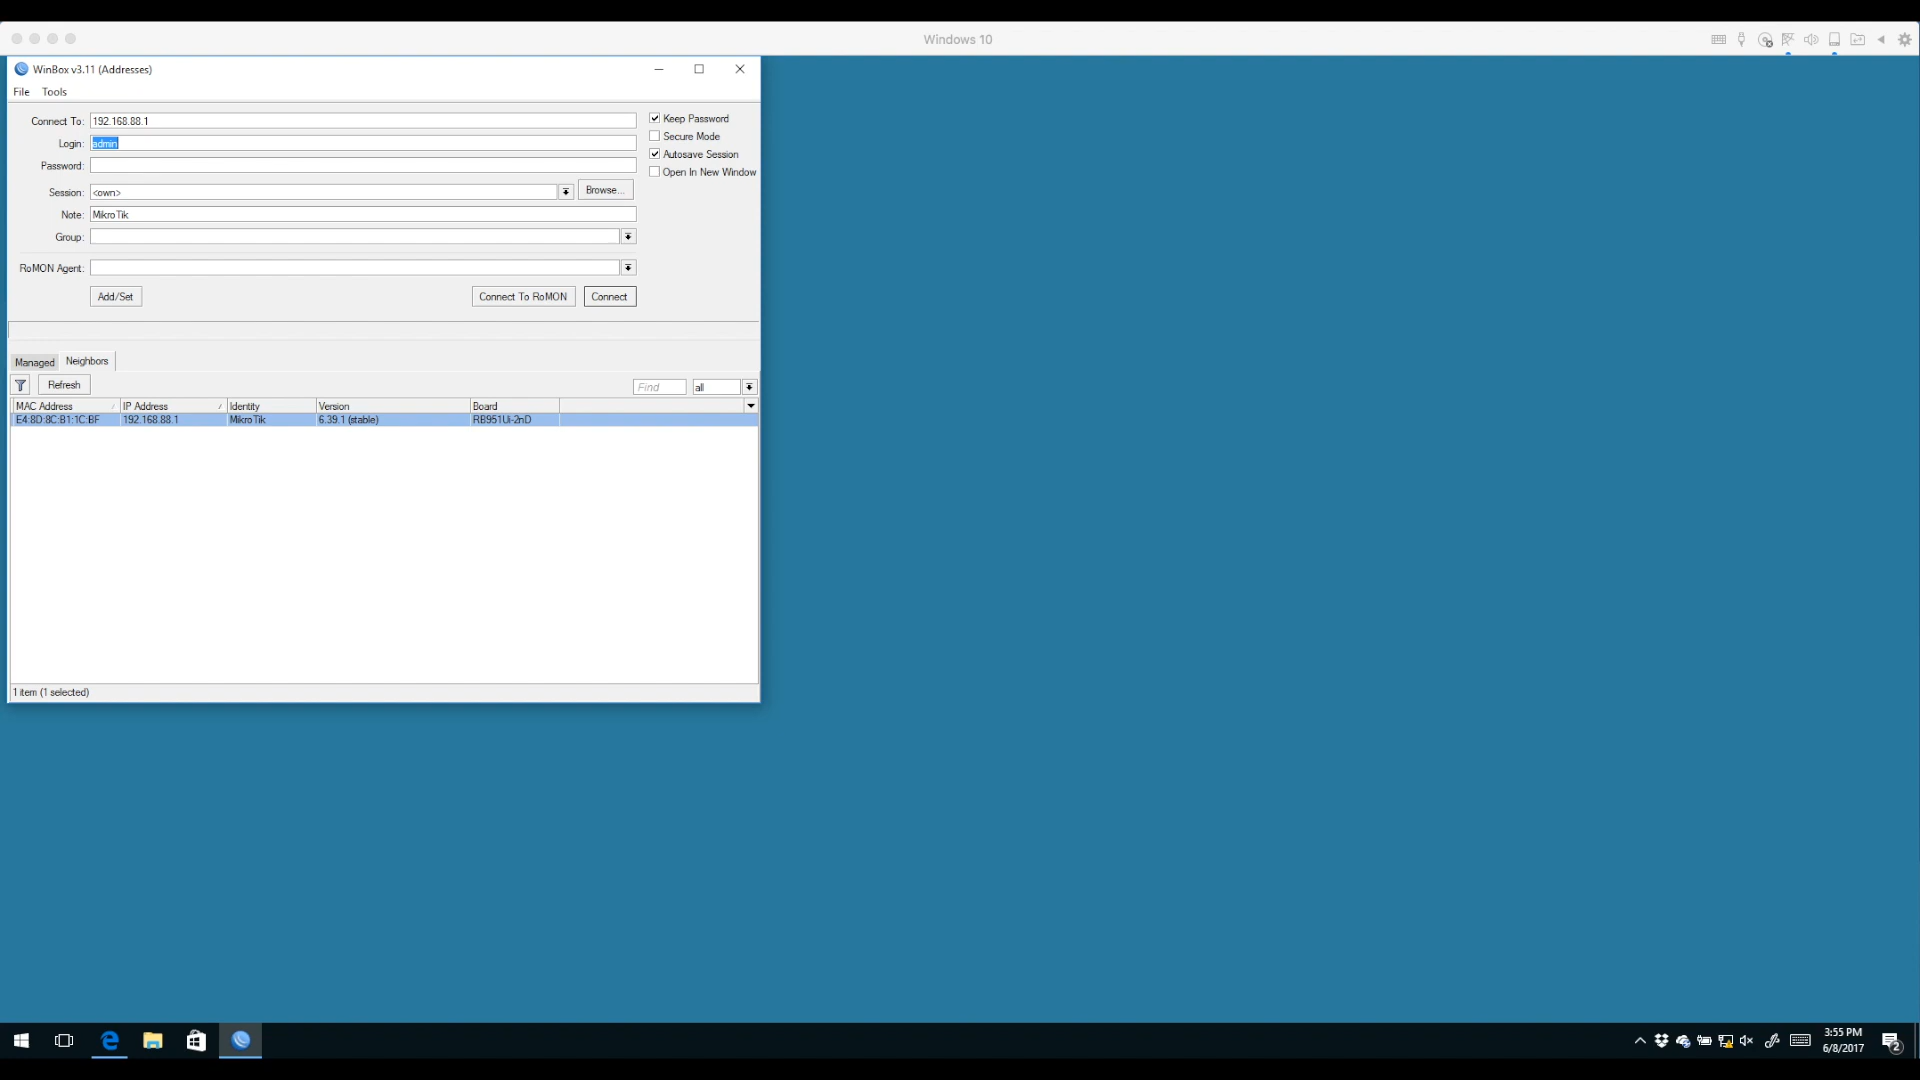 Windows 10
WinBox v3.11 (Addresses)
File Tools
Connect To: 192.168.88.1
Keep Password
Login: admin
Secure Mode
Password:
Autosave Session
Open In New Window
Session: <own> Browse...
Note: MikroTik
Group:
RoMON Agent:
Add/Set Connect To RoMON Connect
Managed Neighbors
Refresh Find all
MAC Address IP Address Identity Version Board
E4:8D:8C:B1:1C:BF 192.168.88.1 MikroTik 6.39.1 (stable) RB951Ui-2nD
1 item (1 selected)
3:55 PM
6/8/2017
2